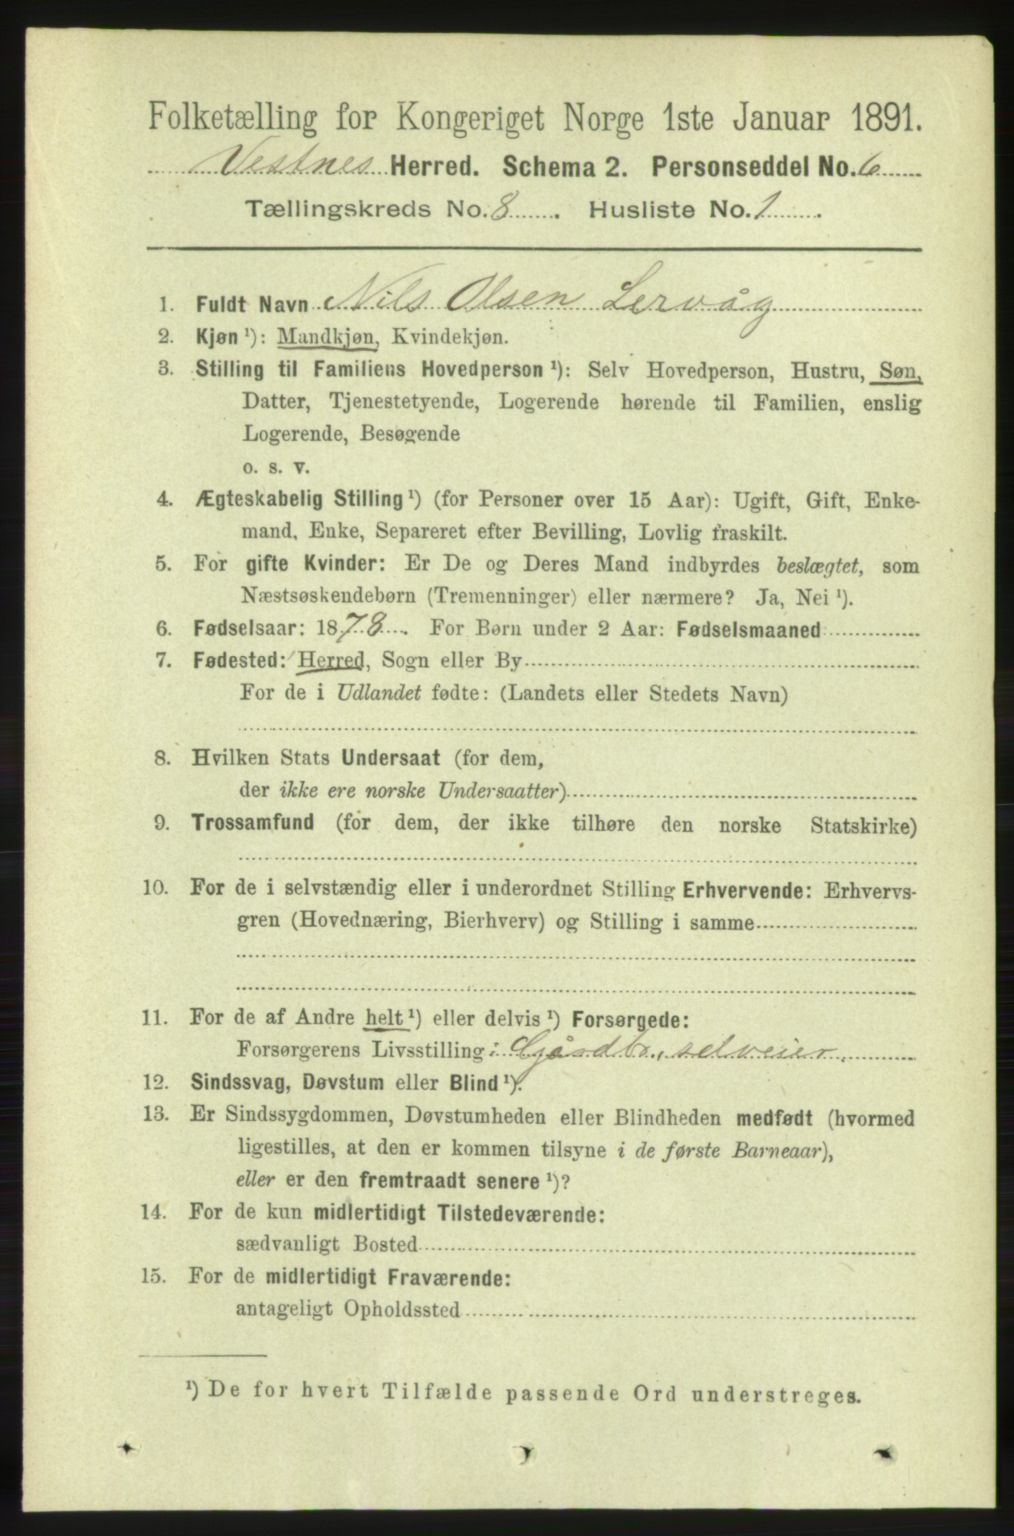 Folketælling for Kongeriget Norge 1ste Januar 1891.
Vestnes Herred. Schema 2. Personseddel No. 6
Tællingskreds No. 8. Husliste No. 1.
1. Fuldt Navn Nils Olsen Lervåg
2. Kjøn ¹): Mandkjøn, Kvindekjøn.
3. Stilling til Familiens Hovedperson ¹): Selv Hovedperson, Hustru, Søn,
Datter, Tjenestetyende, Logerende hørende til Familien, enslig
Logerende, Besøgende
o. s. v.
4. Ægteskabelig Stilling ¹) (for Personer over 15 Aar): Ugift, Gift, Enke-
mand, Enke, Separeret efter Bevilling, Lovlig fraskilt.
5. For gifte Kvinder: Er De og Deres Mand indbyrdes beslægtet, som
Næstsøskendebørn (Tremenninger) eller nærmere? Ja, Nei ¹).
6. Fødselsaar: 1878. For Børn under 2 Aar: Fødselsmaaned
7. Fødested: Herred, Sogn eller By
For de i Udlandet fødte: (Landets eller Stedets Navn)
8. Hvilken Stats Undersaat (for dem,
der ikke ere norske Undersaatter)
9. Trossamfund (for dem, der ikke tilhøre den norske Statskirke)
10. For de i selvstændig eller i underordnet Stilling Erhvervende: Erhvervs-
gren (Hovednæring, Bierhverv) og Stilling i samme
11. For de af Andre helt ¹) eller delvis ¹) Forsørgede:
Forsørgerens Livsstilling: Gårdbr., selveier.
12. Sindssvag, Døvstum eller Blind ¹).
13. Er Sindssygdommen, Døvstumheden eller Blindheden medfødt (hvormed
ligestilles, at den er kommen tilsyne i de første Barneaar),
eller er den fremtraadt senere ¹)?
14. For de kun midlertidigt Tilstedeværende:
sædvanligt Bosted
15. For de midlertidigt Fraværende:
antageligt Opholdssted
¹) De for hvert Tilfælde passende Ord understreges.